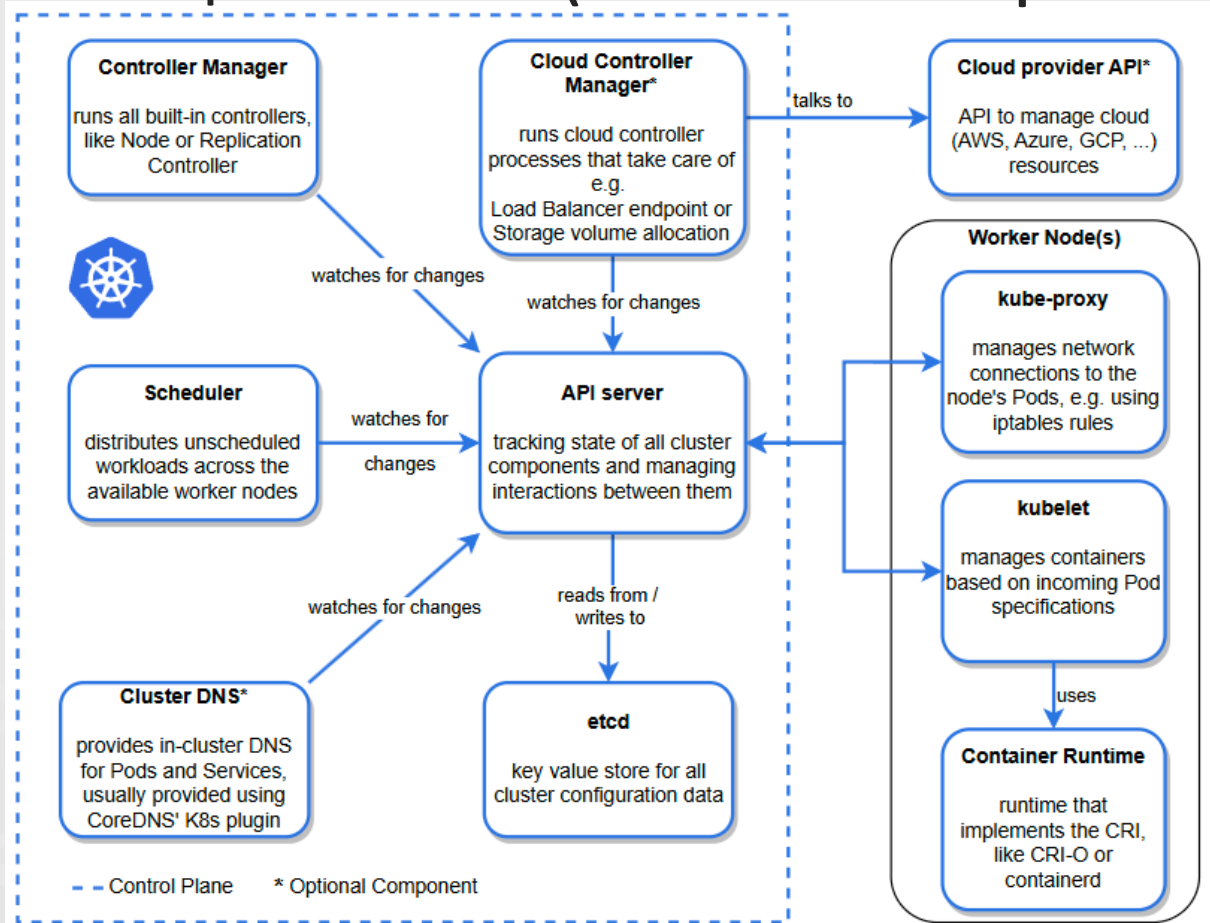 Controller Manager
runs all built-in controllers,
like Node or Replication
Controller
Cloud Controller
Manager*
runs cloud controller
processes that take care of
e.g.
Load Balancer endpoint or
Storage volume allocation
talks to
Cloud provider API*
API to manage cloud
(AWS, Azure, GCP, ...)
resources
watches for changes
watches for changes
Worker Node(s)
kube-proxy
manages network
connections to the
node's Pods, e.g. using
iptables rules
Scheduler
distributes unscheduled
workloads across the
available worker nodes
watches for
changes
API server
tracking state of all cluster
components and managing
interactions between them
kubelet
manages containers
based on incoming Pod
specifications
watches for changes
reads from /
writes to
uses
Cluster DNS*
provides in-cluster DNS
for Pods and Services,
usually provided using
CoreDNS' K8s plugin
etcd
key value store for all
cluster configuration data
Container Runtime
runtime that
implements the CRI,
like CRI-O or
containerd
Control Plane
* Optional Component